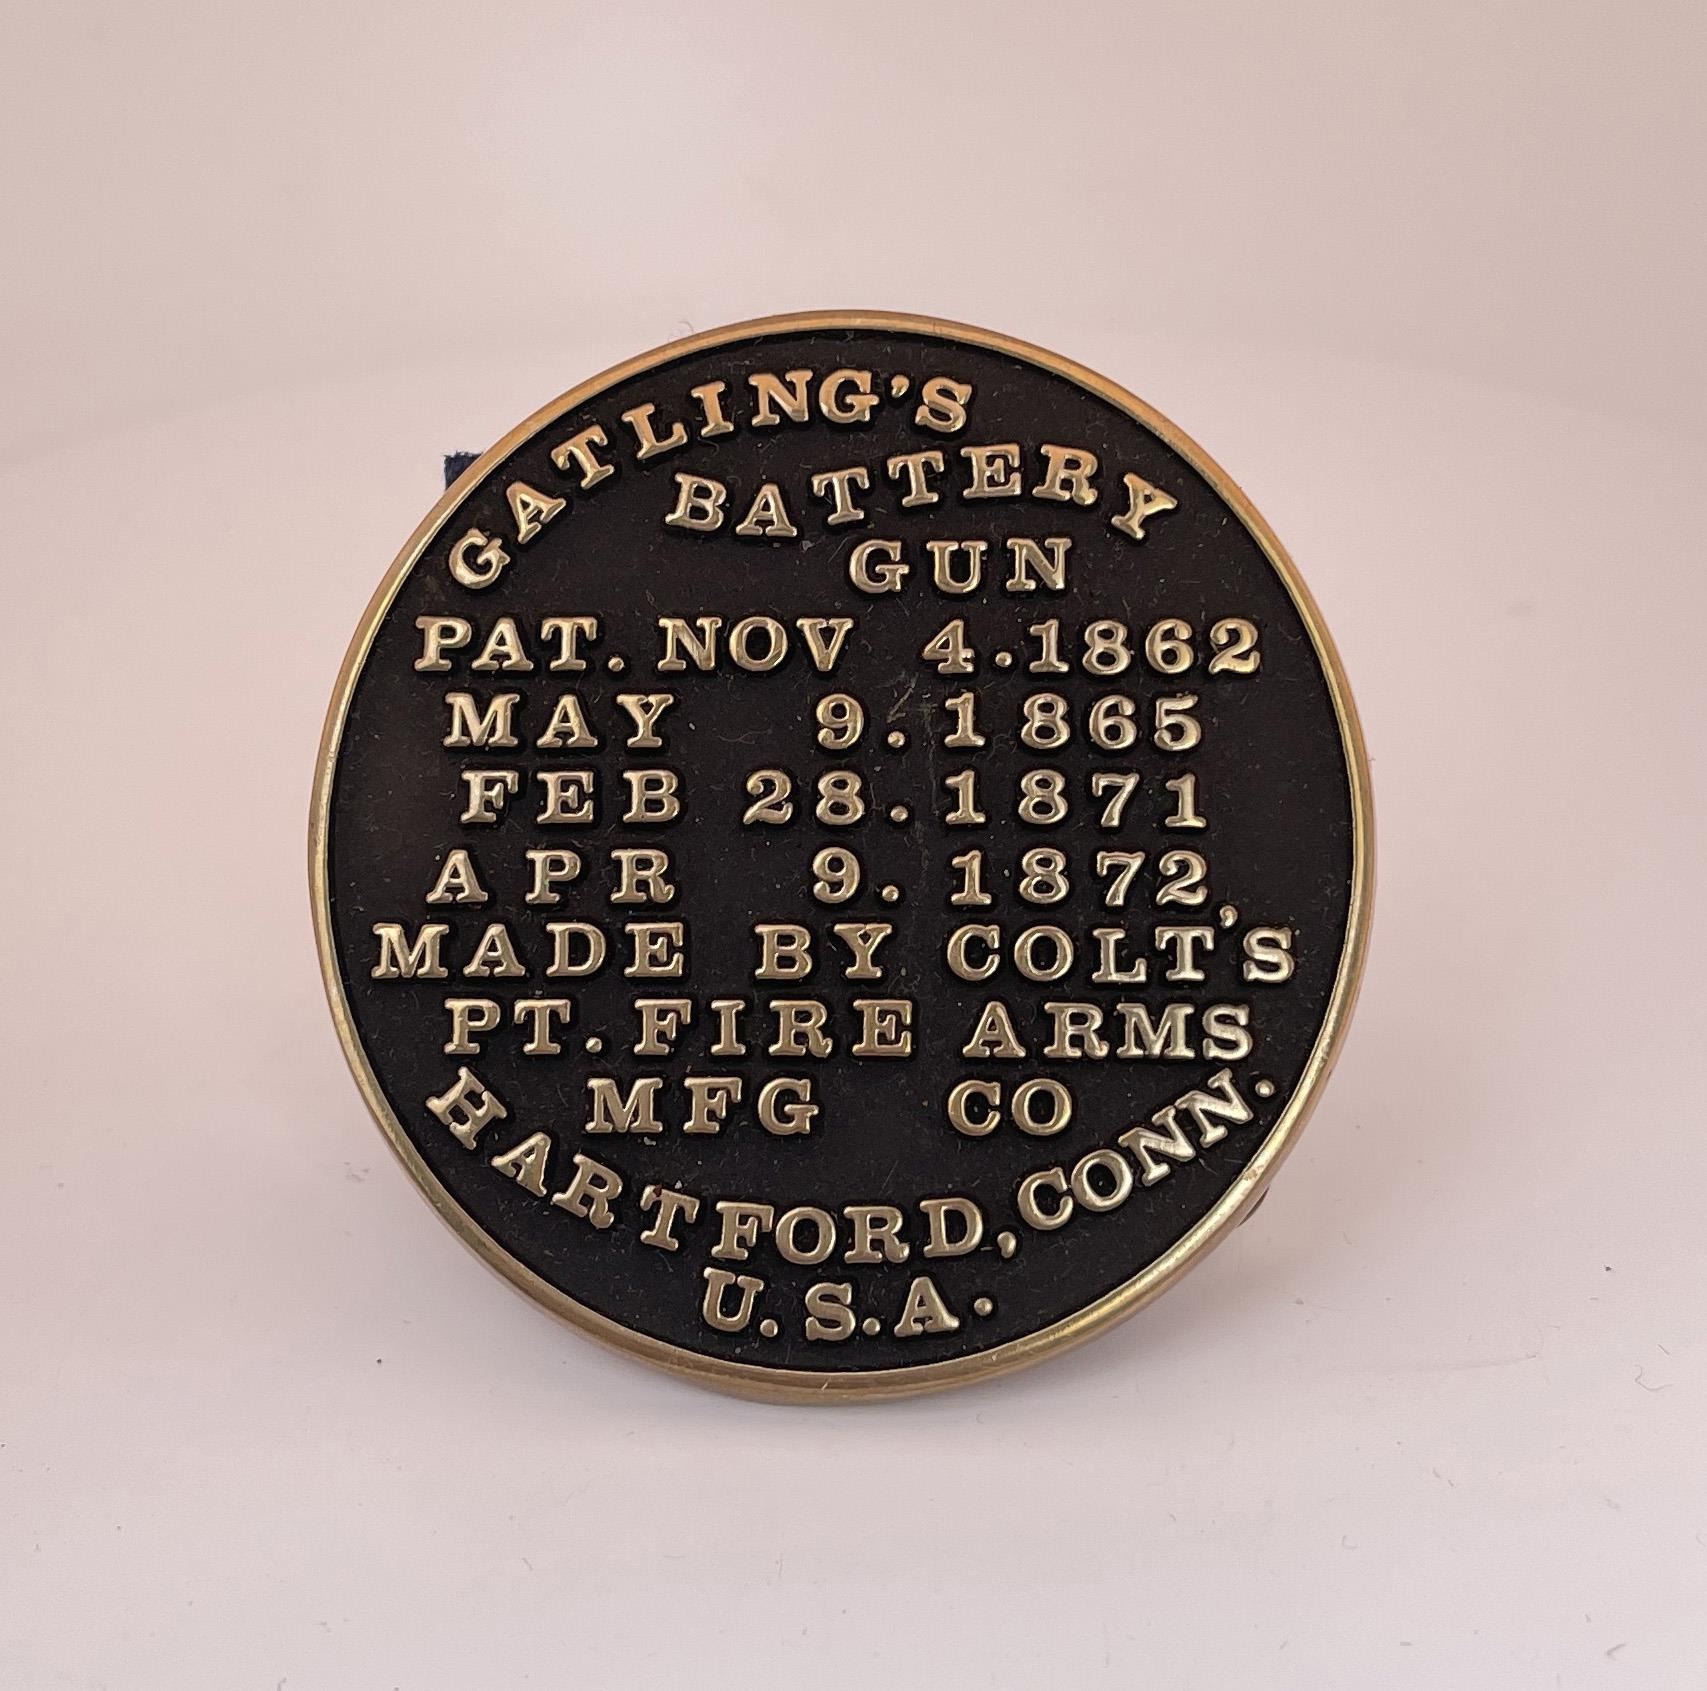 GATLING'S
BATTERY
GUN
PAT. NOV 4.1862
MAY 9.1865
FEB 28.1871
APR 9. 1872,
MADE BY COLT'S
PT. FIRE ARMS
MFG CO
HARTFORD, CONN.
U.S.A.